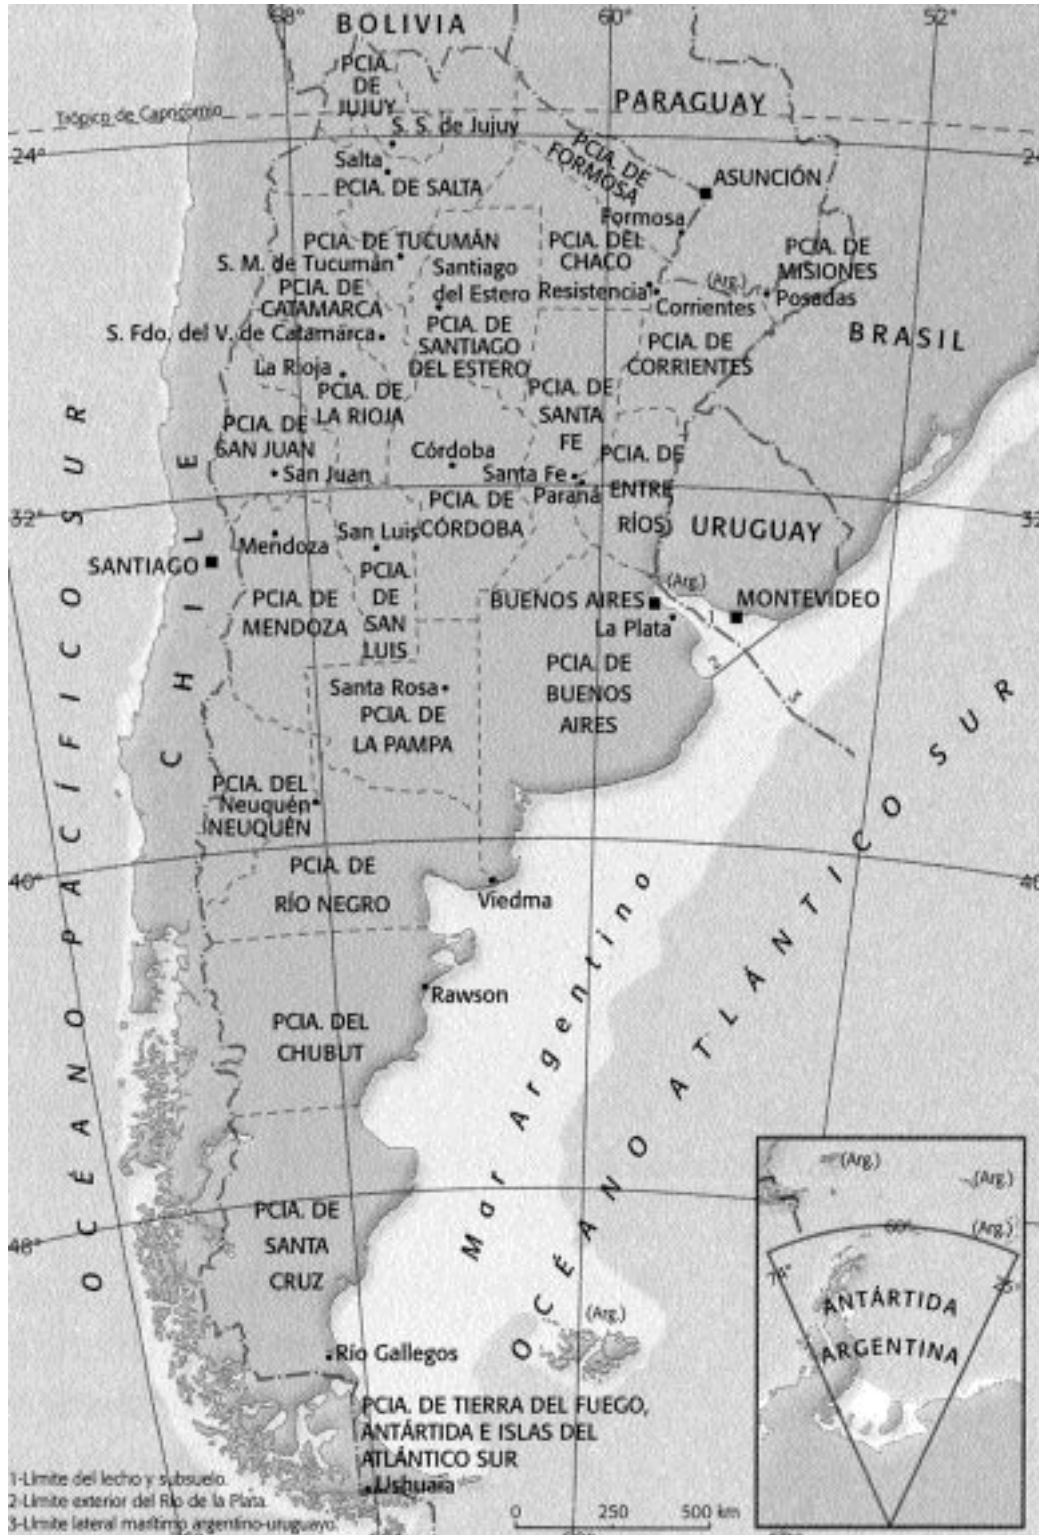 68°
60°
52°
BOLIVIA
PCIA.
DE
JUJUY
PARAGUAY
Trópico de Capricornio
S. S. de Jujuy
24°
Salta
PCIA. DE SALTA
PCIA. DE
FORMOSA
ASUNCIÓN
Formosa
PCIA. DE TUCUMÁN
S. M. de Tucumán
PCIA. DEL
CHACO
PCIA. DE
MISIONES
Santiago
del Estero
Resistencia
(Arg.)
Corrientes
Posadas
PCIA. DE
CATAMARCA
S. Fdo. del V. de Catamarca
PCIA. DE
SANTIAGO
DEL ESTERO
BRASIL
PCIA. DE
CORRIENTES
La Rioja
PCIA. DE
LA RIOJA
PCIA. DE
SANTA
FE
PCIA. DE
SAN JUAN
San Juan
Córdoba
Santa Fe
Paraná
PCIA. DE
ENTRE
RÍOS
32°
PCIA. DE
CÓRDOBA
URUGUAY
Mendoza
San Luis
SANTIAGO
CHILE
PCIA. DE
MENDOZA
PCIA.
DE
SAN
LUIS
(Arg.)
BUENOS AIRES
MONTEVIDEO
La Plata
1
2
3
PCIA. DE
BUENOS
AIRES
Santa Rosa
PCIA. DE
LA PAMPA
PCIA. DEL
Neuquén
NEUQUÉN
OCÉANO PACÍFICO SUR
OCÉANO ATLÁNTICO SUR
Mar Argentino
40°
40
PCIA. DE
RÍO NEGRO
Viedma
Rawson
PCIA. DEL
CHUBUT
48°
PCIA. DE
SANTA
CRUZ
(Arg.)
Río Gallegos
PCIA. DE TIERRA DEL FUEGO,
ANTÁRTIDA E ISLAS DEL
ATLÁNTICO SUR
Ushuaia
(Arg.)
(Arg.)
(Arg.)
60°
74°
25°
ANTÁRTIDA
ARGENTINA
1-Límite del lecho y subsuelo.
2-Límite exterior del Río de la Plata.
3-Límite lateral marítimo argentino-uruguayo.
0 250 500 km